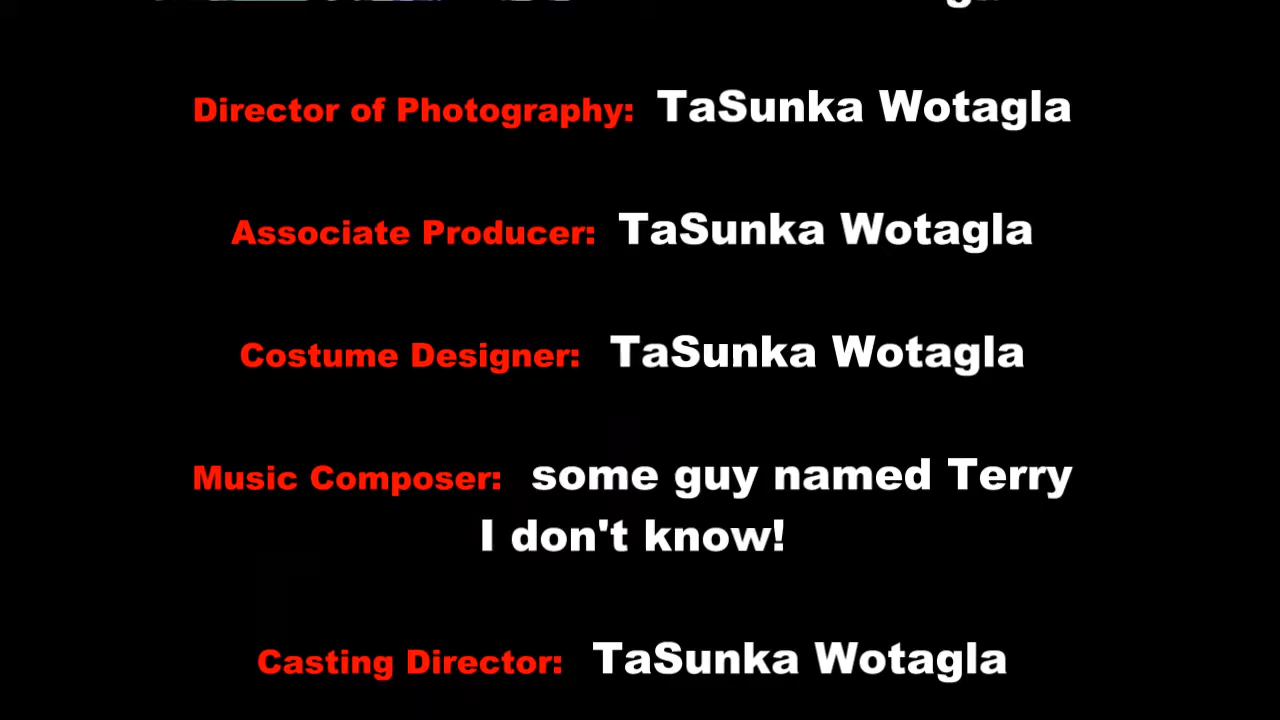 Director of Photography: TaSunka Wotagla
Associate Producer: TaSunka Wotagla
Costume Designer: TaSunka Wotagla
Music Composer: some guy named Terry
I don't know!
Casting Director: TaSunka Wotagla